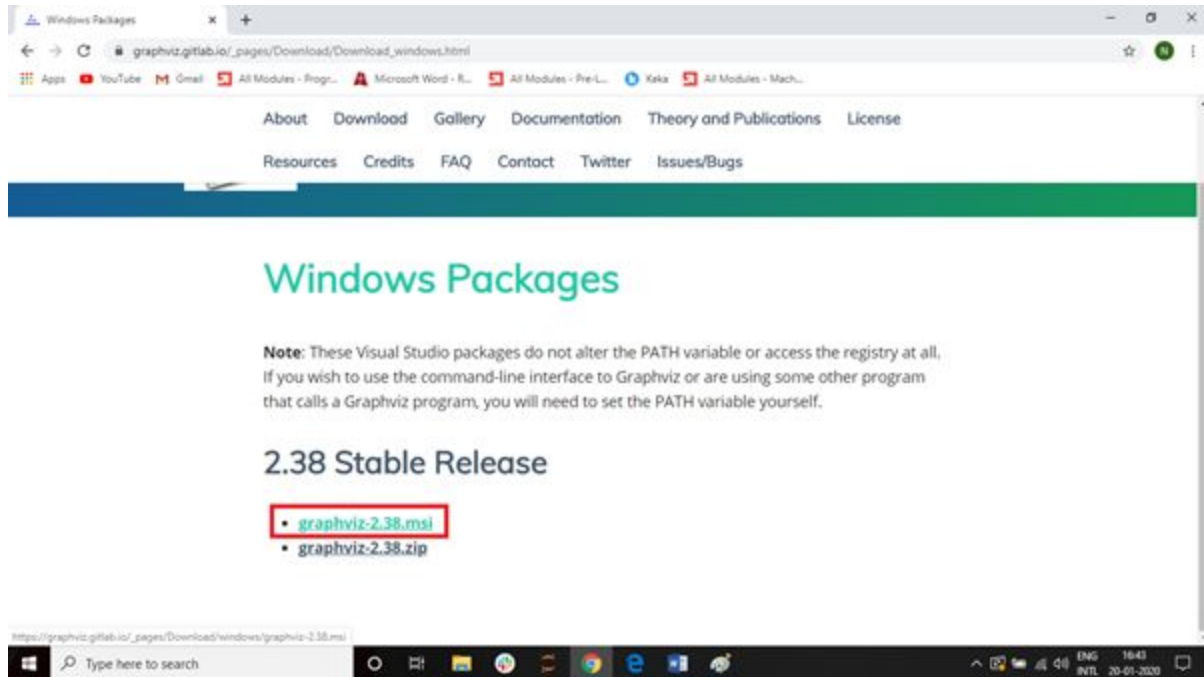 Windows Packages
graphviz.gitlab.io/_pages/Download/Download_windows.html
Apps YouTube Gmail All Modules - Progr... Microsoft Word - R... All Modules - Pre-L... Keka All Modules - Mach...
About Download Gallery Documentation Theory and Publications License
Resources Credits FAQ Contact Twitter Issues/Bugs
Windows Packages
Note: These Visual Studio packages do not alter the PATH variable or access the registry at all.
If you wish to use the command-line interface to Graphviz or are using some other program
that calls a Graphviz program, you will need to set the PATH variable yourself.
2.38 Stable Release
graphviz-2.38.msi
graphviz-2.38.zip
https://graphviz.gitlab.io/_pages/Download/windows/graphviz-2.38.msi
Type here to search
ENG 16:43
INTL 20-01-2020